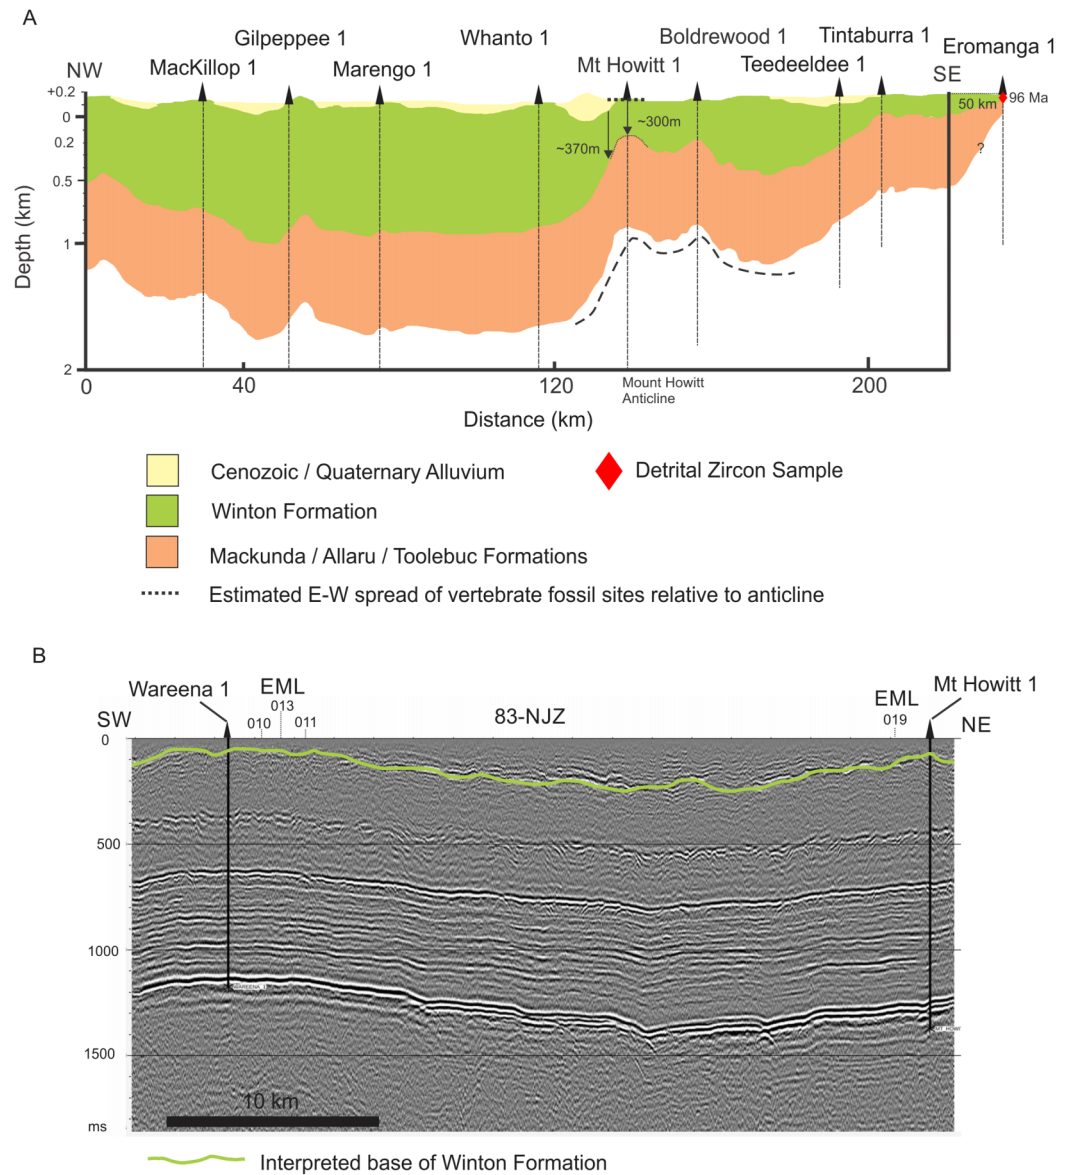 A
Gilpeppee 1
Whanto 1
Boldrewood 1
Tintaburra 1
Eromanga 1
NW
MacKillop 1
Marengo 1
Mt Howitt 1
Teedeeldee 1
SE
+0.2
0
0.2
0.5
1
2
Depth (km)
~370m
~300m
50 km
96 Ma
?
0
40
120
200
Mount Howitt
Anticline
Distance (km)
Cenozoic / Quaternary Alluvium
Detrital Zircon Sample
Winton Formation
Mackunda / Allaru / Toolebuc Formations
Estimated E-W spread of vertebrate fossil sites relative to anticline
B
Wareena 1
EML
013
010
011
83-NJZ
EML
019
Mt Howitt 1
SW
NE
0
500
1000
1500
ms
WAREENA_1
10 km
Interpreted base of Winton Formation